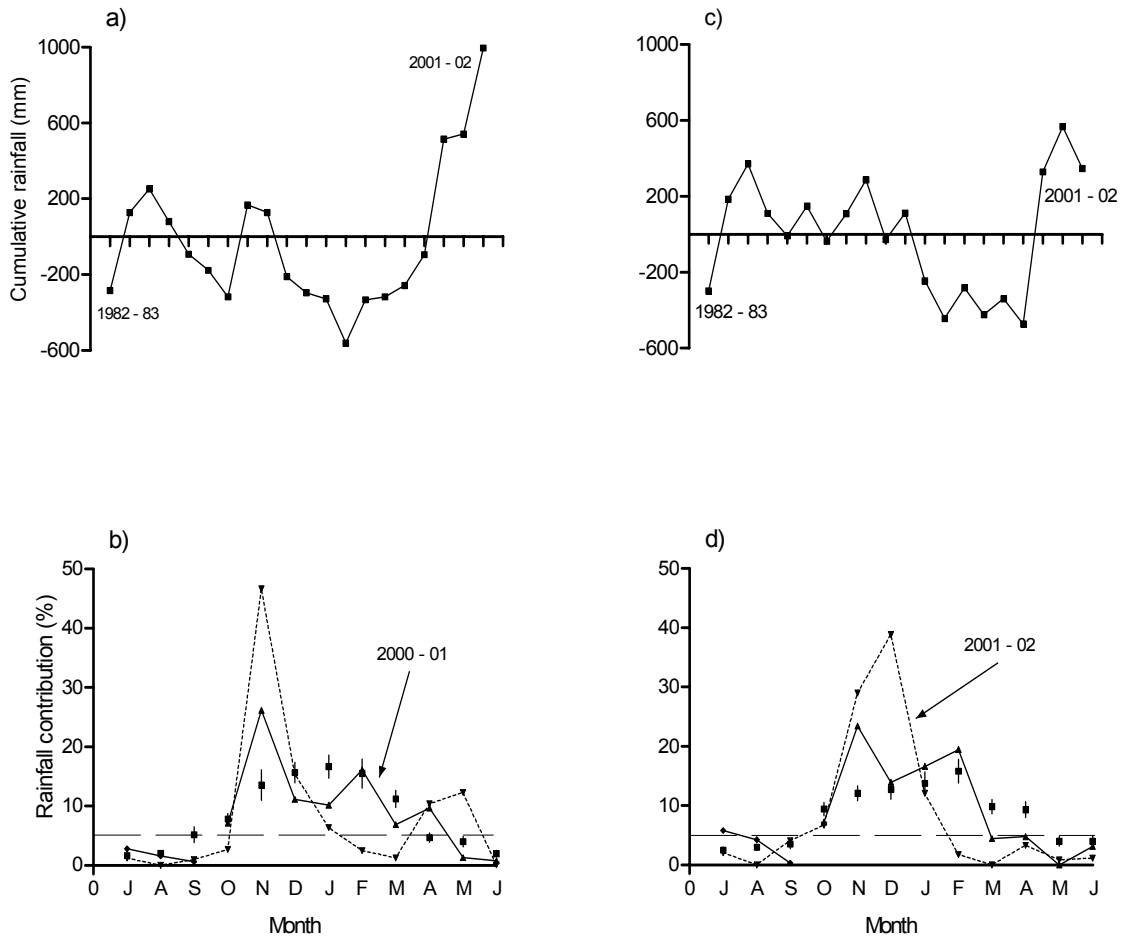 a)
1000
600
200
-200
-600
Cumulative rainfall (mm)
1982 - 83
2001 - 02
c)
1000
600
200
-200
-600
1982 - 83
2001 - 02
b)
50
40
30
20
10
0
Rainfall contribution (%)
2000 - 01
0 J A S O N D J F M A M J
Month
d)
50
40
30
20
10
0
2001 - 02
0 J A S O N D J F M A M J
Month